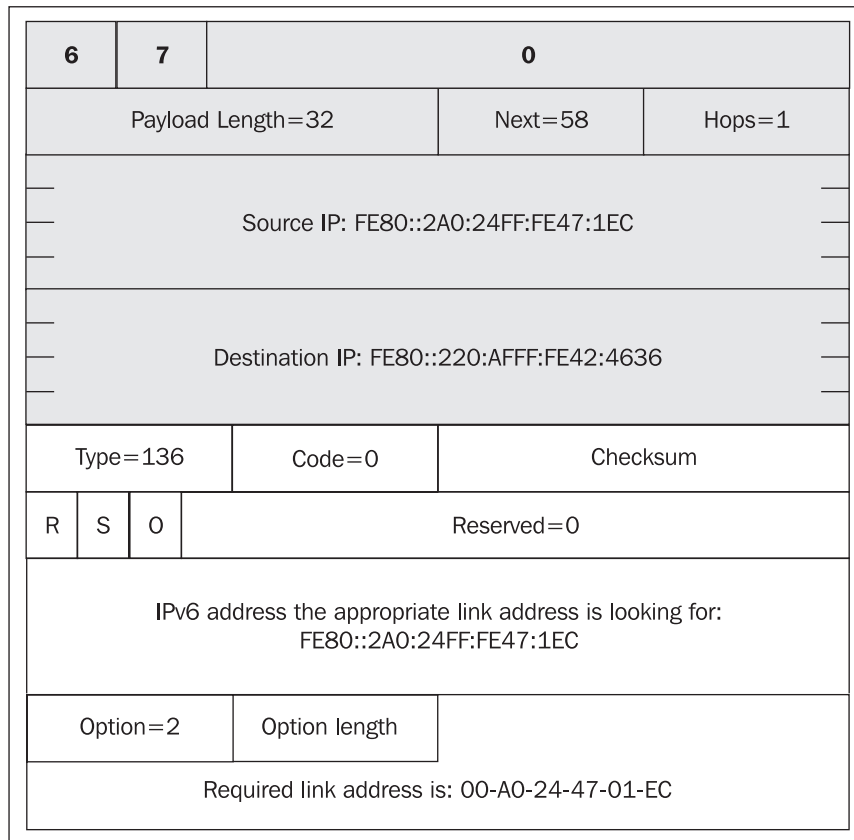 6 7 0
Payload Length=32 Next=58 Hops=1
Source IP: FE80::2A0:24FF:FE47:1EC
Destination IP: FE80::220:AFFF:FE42:4636
Type=136 Code=0 Checksum
R S O Reserved=0
IPv6 address the appropriate link address is looking for:
FE80::2A0:24FF:FE47:1EC
Option=2 Option length
Required link address is: 00-A0-24-47-01-EC